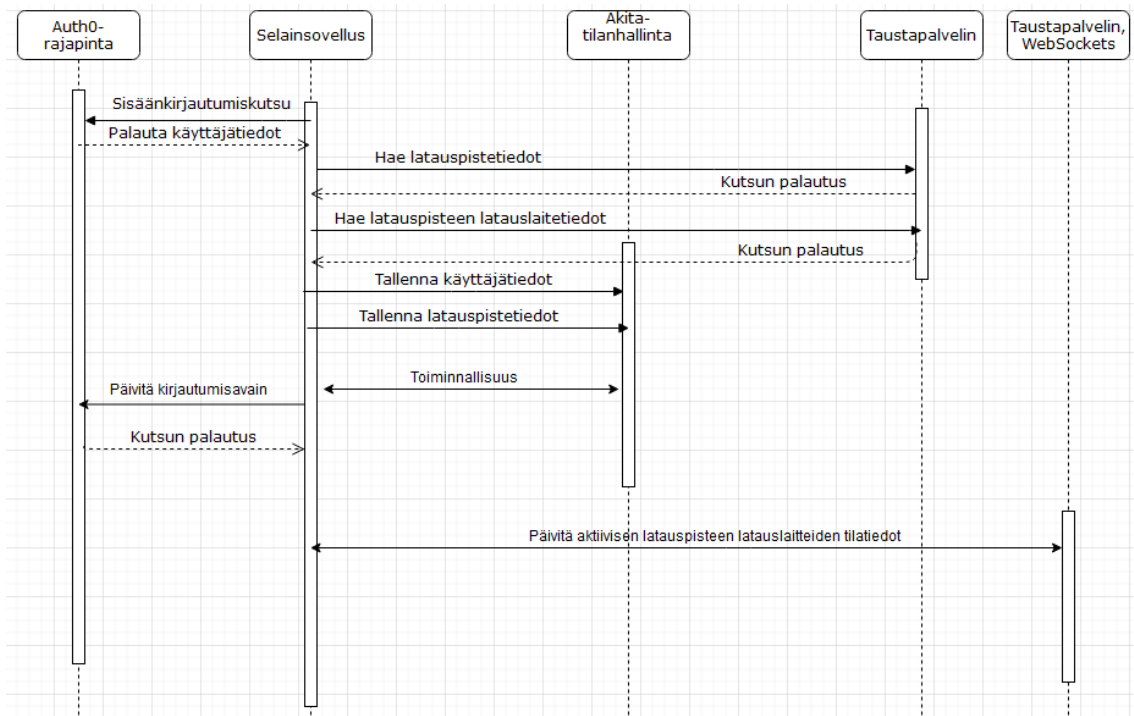 Auth0-
rajapinta
Selainsovellus
Akita-
tilanhallinta
Taustapalvelin
Taustapalvelin,
WebSockets
Sisäänkirjautumiskutsu
Palauta käyttäjätiedot
Hae latauspistetiedot
Kutsun palautus
Hae latauspisteen latauslaitetiedot
Kutsun palautus
Tallenna käyttäjätiedot
Tallenna latauspistetiedot
Toiminnallisuus
Päivitä kirjautumisavain
Kutsun palautus
Päivitä aktiivisen latauspisteen latauslaitteiden tilatiedot